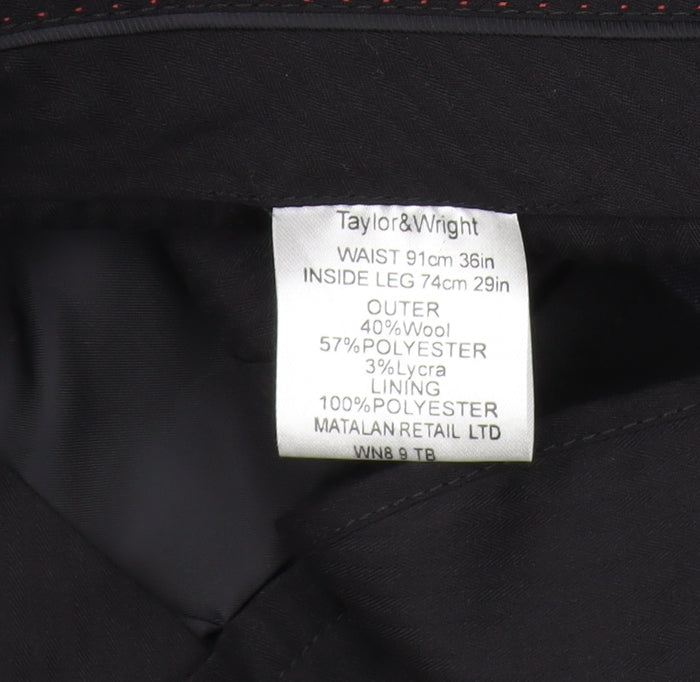 Taylor&Wright
WAIST 91cm 36in
INSIDE LEG 74cm 29in
OUTER
40%Wool
57%POLYESTER
3%Lycra
LINING
100%POLYESTER
MATALAN RETAIL LTD
WN8 9 TB